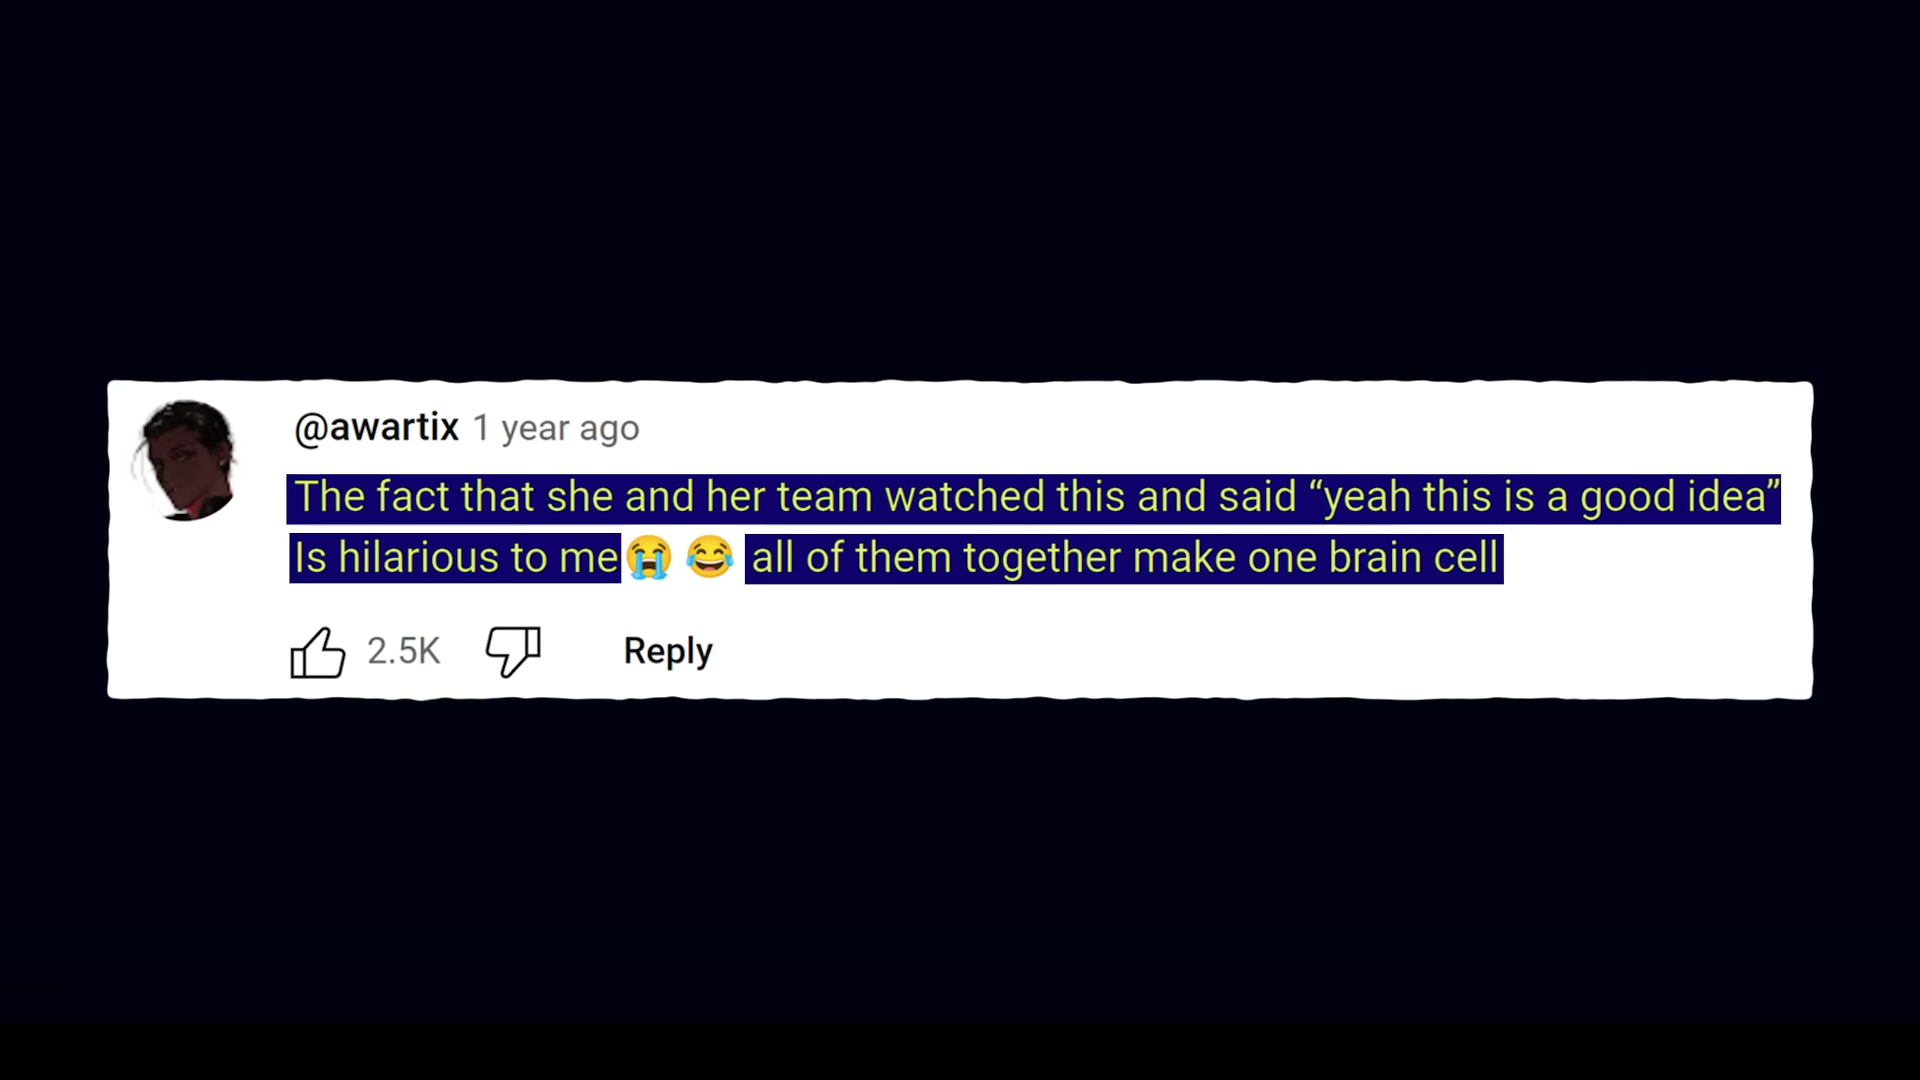 @awartix 1 year ago
The fact that she and her team watched this and said “yeah this is a good idea”
Is hilarious to me😭 😂 all of them together make one brain cell
2.5K Reply